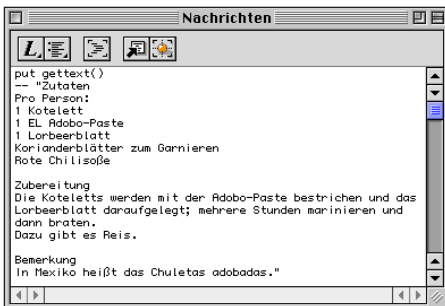 Nachrichten
L
put gettext()
-- "Zutaten
Pro Person:
1 Kotelett
1 EL Adobo-Paste
1 Lorbeerblatt
Korianderblätter zum Garnieren
Rote Chilisoße

Zubereitung
Die Koteletts werden mit der Adobo-Paste bestrichen und das
Lorbeerblatt daraufgelegt; mehrere Stunden marinieren und
dann braten.
Dazu gibt es Reis.

Bemerkung
In Mexiko heißt das Chuletas adobadas."